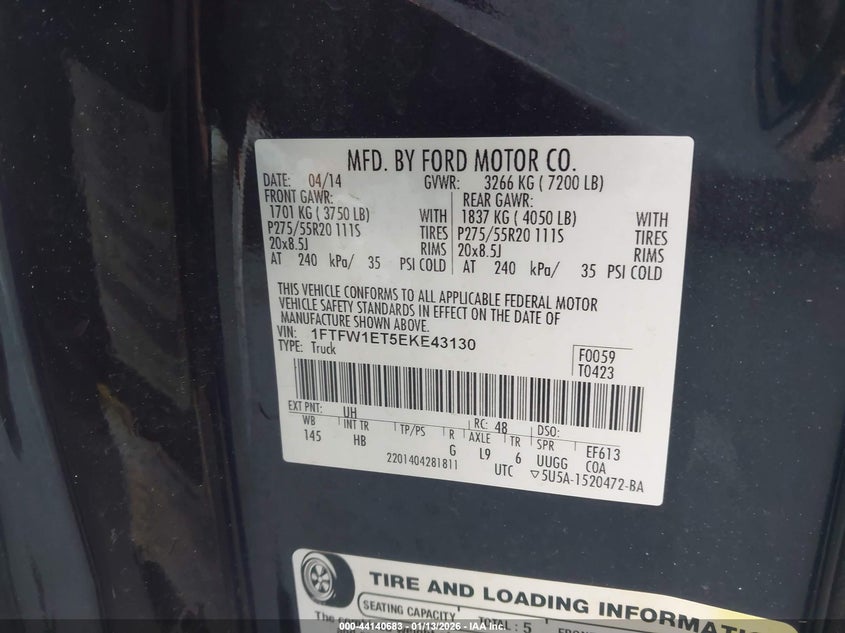 MFD. BY FORD MOTOR CO.
DATE: 04/14 GVWR: 3266 KG ( 7200 LB)
FRONT GAWR: REAR GAWR:
1701 KG ( 3750 LB) WITH 1837 KG ( 4050 LB) WITH
P275/55R20 111S TIRES P275/55R20 111S TIRES
20x8.5J RIMS 20x8.5J RIMS
AT 240 kPa/ 35 PSI COLD AT 240 kPa/ 35 PSI COLD
THIS VEHICLE CONFORMS TO ALL APPLICABLE FEDERAL MOTOR
VEHICLE SAFETY STANDARDS IN EFFECT ON THE DATE OF
MANUFACTURE SHOWN ABOVE.
VIN: 1FTFW1ET5EKE43130
TYPE: Truck
F0059
T0423
EXT PNT: UH RC: 48 DSO:
WB INT TR TP/PS R AXLE TR SPR EF613
145 HB G L9 6 UUGG COA
2201404281811 UTC ▽5U5A-1520472-BA
TIRE AND LOADING INFORMATION
SEATING CAPACITY TOTAL : 5
000-44140683 - 01/13/2026 - IAA Inc.